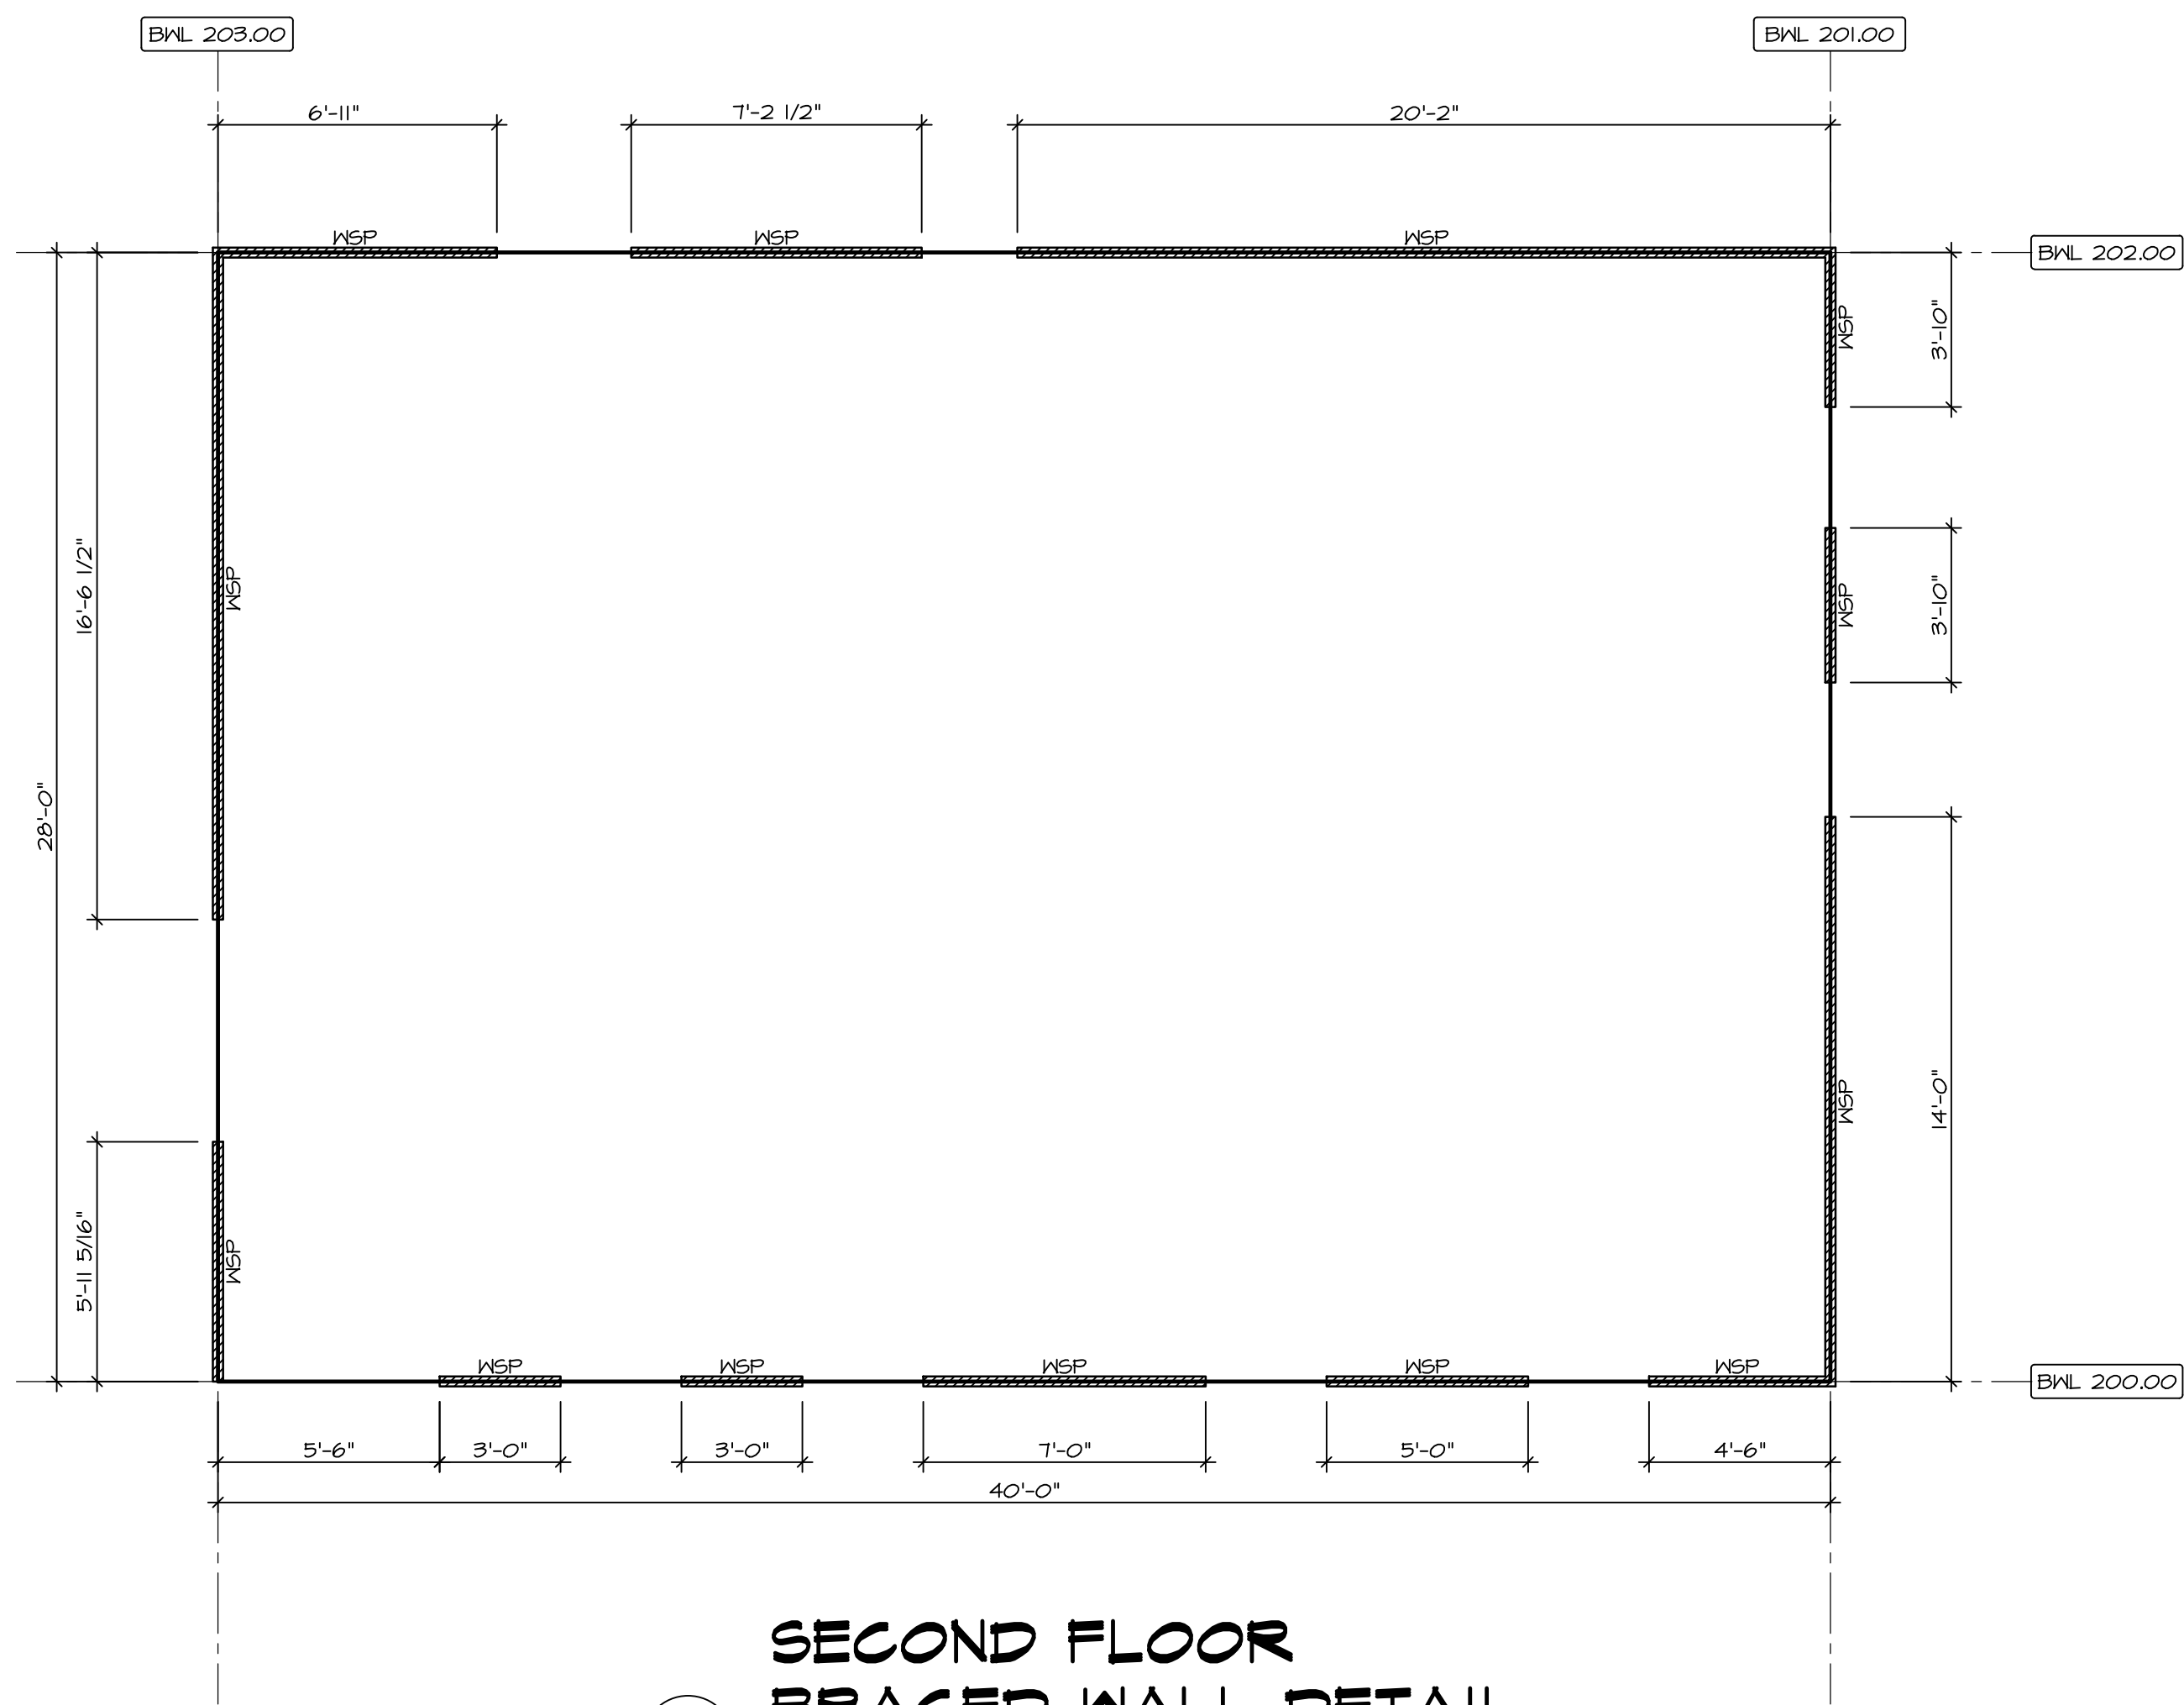 BWL 203.00
BWL 201.00
6'-11"
7'-2 1/2"
20'-2"
WSP
WSP
WSP
BWL 202.00
WSP
3'-10"
16'-6 1/2"
WSP
WSP
3'-10"
28'-0"
WSP
14'-0"
5'-11 5/16"
WSP
WSP
WSP
WSP
WSP
WSP
BWL 200.00
5'-6"
3'-0"
3'-0"
7'-0"
5'-0"
4'-6"
40'-0"
SECOND FLOOR
BRACED WALL DETAIL